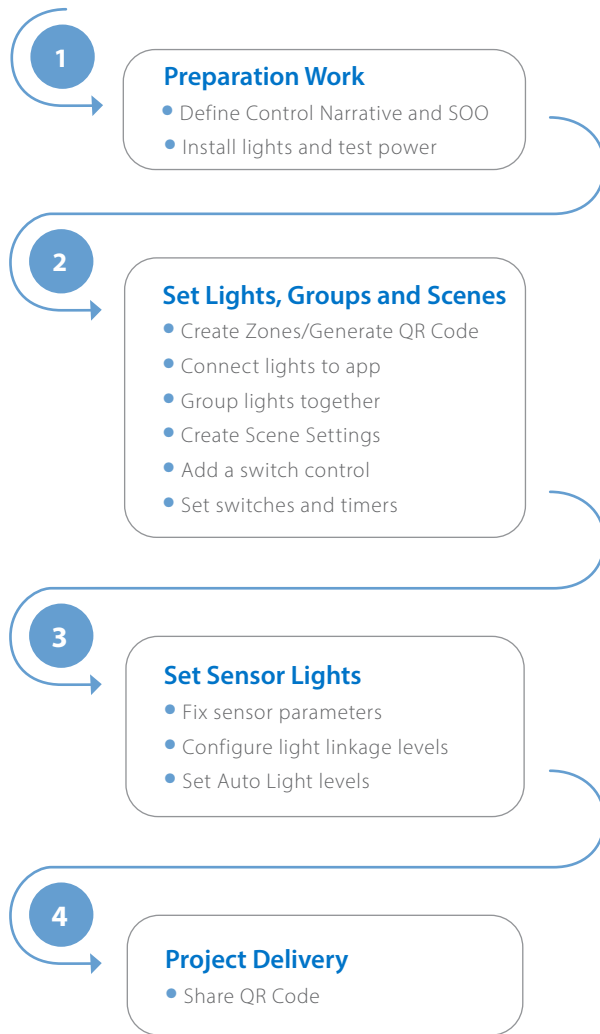 1
Preparation Work
• Define Control Narrative and SOO
• Install lights and test power
2
Set Lights, Groups and Scenes
• Create Zones/Generate QR Code
• Connect lights to app
• Group lights together
• Create Scene Settings
• Add a switch control
• Set switches and timers
3
Set Sensor Lights
• Fix sensor parameters
• Configure light linkage levels
• Set Auto Light levels
4
Project Delivery
• Share QR Code